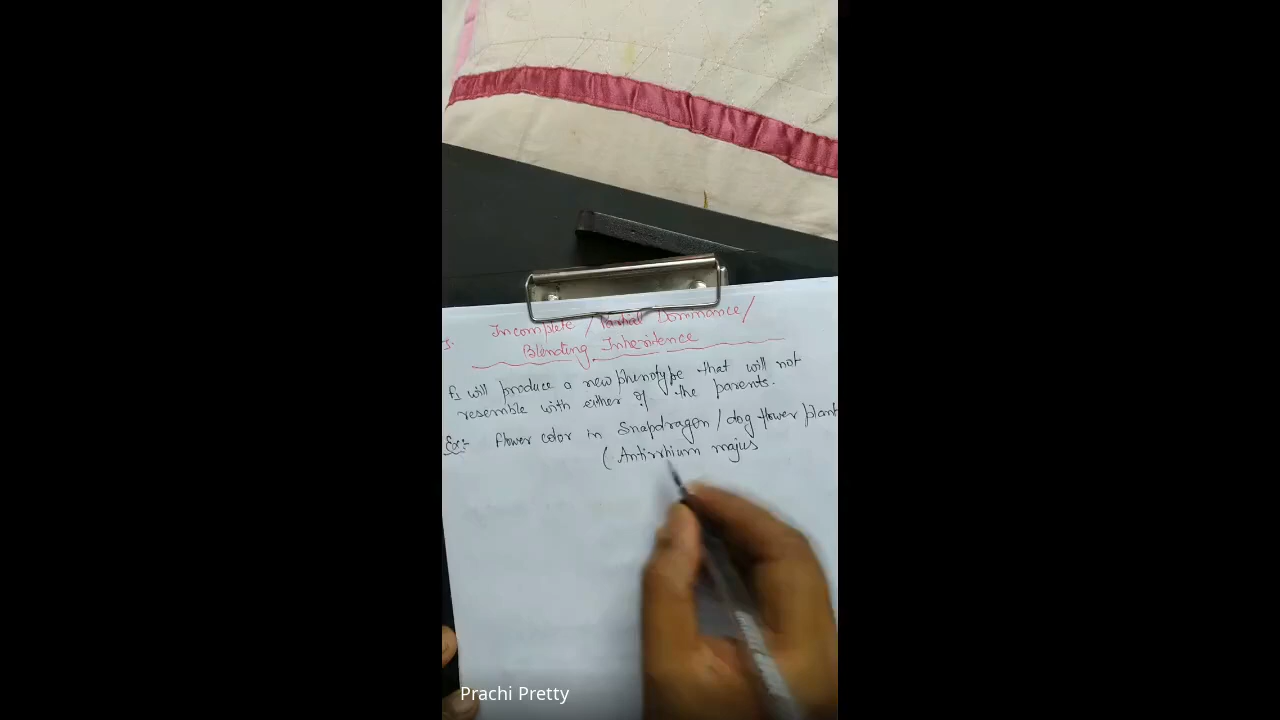 Incomplete / Partial Dominance /
Blending Inheritence
F1 will produce a new phenotype that will not
resemble with either of the parents.
Ex:- flower color in Snapdragon / dog flower plant
( Antirrhium majus
Prachi Pretty